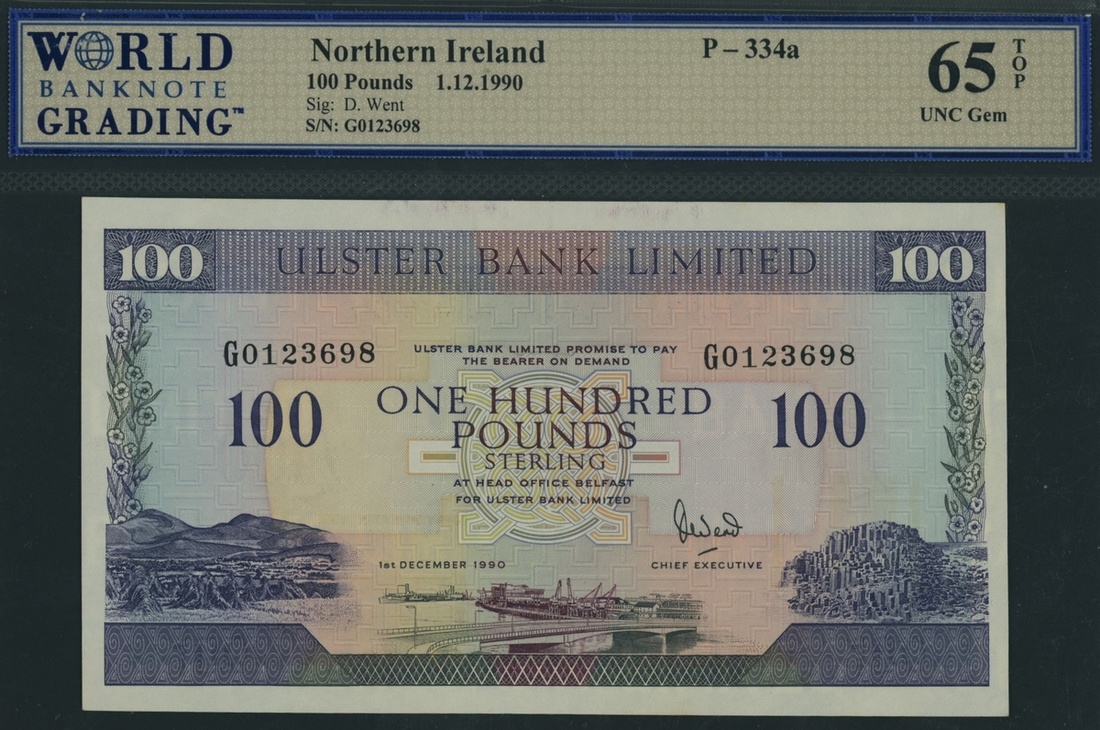 WORLD
BANKNOTE
GRADING™
Northern Ireland
100 Pounds 1.12.1990
Sig: D. Went
S/N: G0123698
P – 334a
65 TOP
UNC Gem
100 ULSTER BANK LIMITED 100
G0123698 ULSTER BANK LIMITED PROMISE TO PAY G0123698
THE BEARER ON DEMAND
100 ONE HUNDRED 100
POUNDS
STERLING
AT HEAD OFFICE BELFAST
FOR ULSTER BANK LIMITED
1st DECEMBER 1990 CHIEF EXECUTIVE